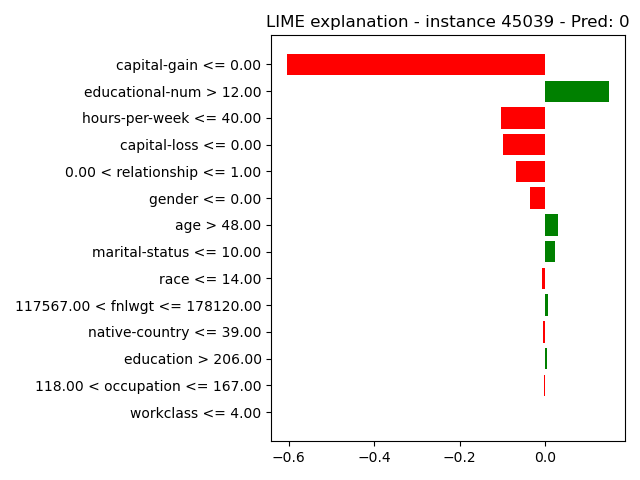 LIME explanation - instance 45039 - Pred: 0
capital-gain <= 0.00
educational-num > 12.00
hours-per-week <= 40.00
capital-loss <= 0.00
0.00 < relationship <= 1.00
gender <= 0.00
age > 48.00
marital-status <= 10.00
race <= 14.00
117567.00 < fnlwgt <= 178120.00
native-country <= 39.00
education > 206.00
118.00 < occupation <= 167.00
workclass <= 4.00
−0.6 −0.4 −0.2 0.0